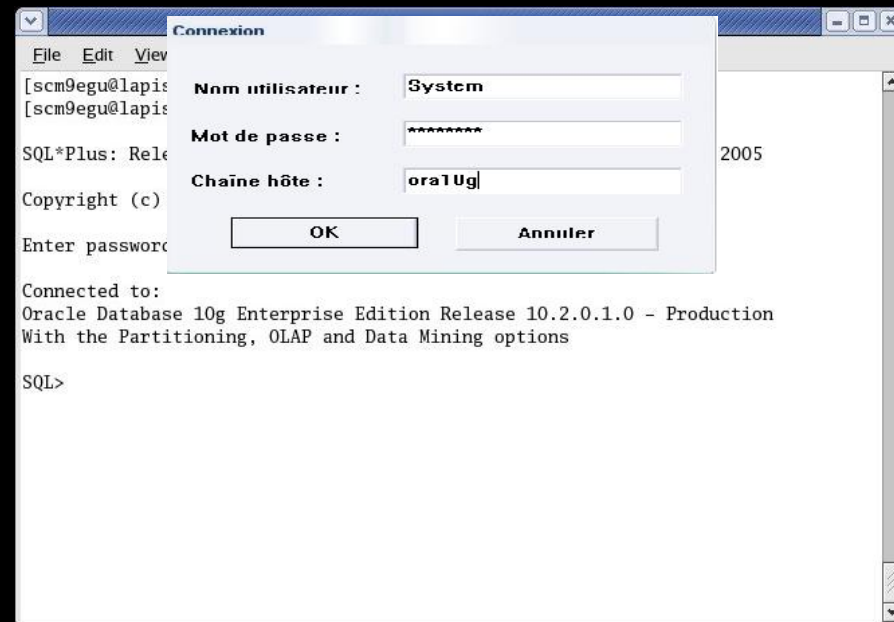 Connexion
File Edit View
[scm9egu@lapis
[scm9egu@lapis
Nom utilisateur : System
Mot de passe : ********
SQL*Plus: Rele 2005
Chaîne hôte : ora1Ug
Copyright (c)
OK Annuler
Enter password
Connected to:
Oracle Database 10g Enterprise Edition Release 10.2.0.1.0 - Production
With the Partitioning, OLAP and Data Mining options
SQL>